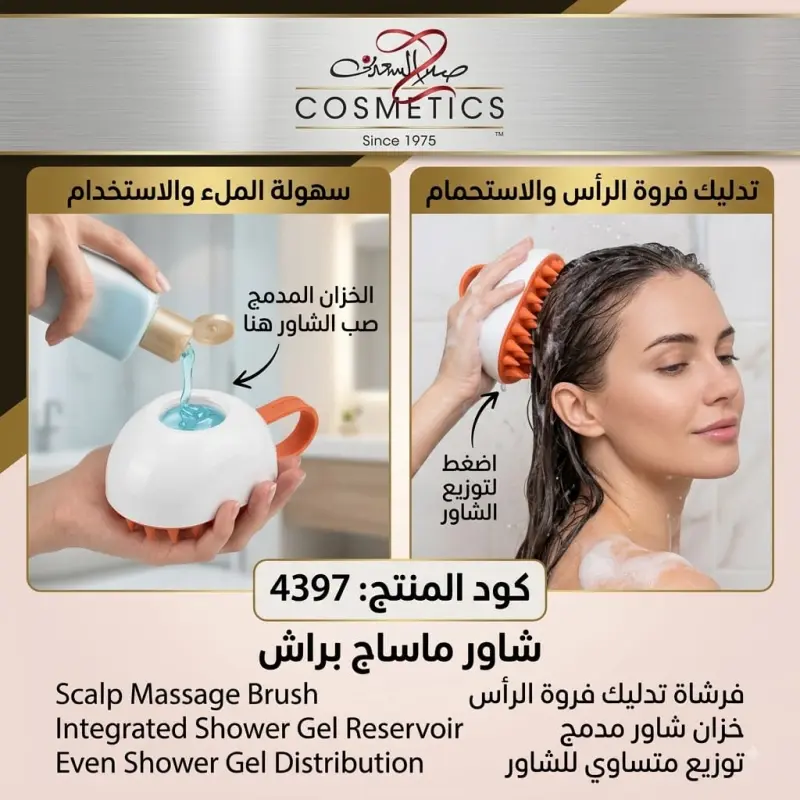 COSMETICS
Since 1975
TM
تدليك فروة الرأس والاستحمام
سهولة الملء والاستخدام
الخزان المدمج
صب الشاور هنا
اضغط
لتوزيع
الشاور
كود المنتج: 4397
شاور ماساج براش
فرشاة تدليك فروة الرأس
خزان شاور مدمج
توزيع متساوي للشاور
Scalp Massage Brush
Integrated Shower Gel Reservoir
Even Shower Gel Distribution